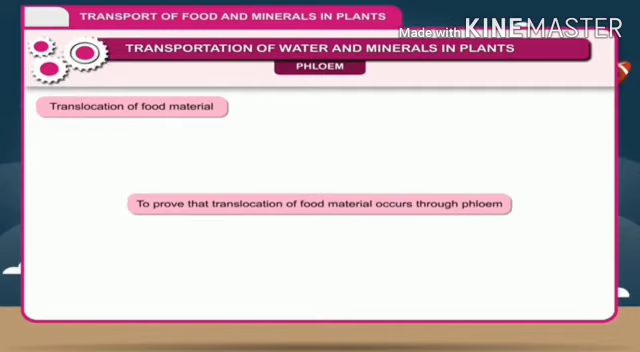 TRANSPORT OF FOOD AND MINERALS IN PLANTS
Made with KINEMASTER
TRANSPORTATION OF WATER AND MINERALS IN PLANTS
PHLOEM
Translocation of food material
To prove that translocation of food material occurs through phloem